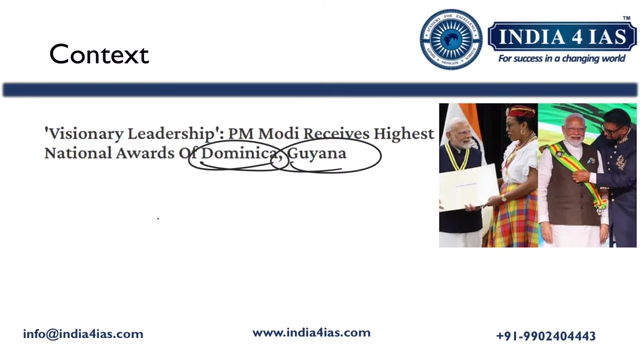 Context
INDIA 4 IAS
TM
For success in a changing world
'Visionary Leadership': PM Modi Receives Highest
National Awards Of Dominica, Guyana
info@india4ias.com
www.india4ias.com
+91-9902404443